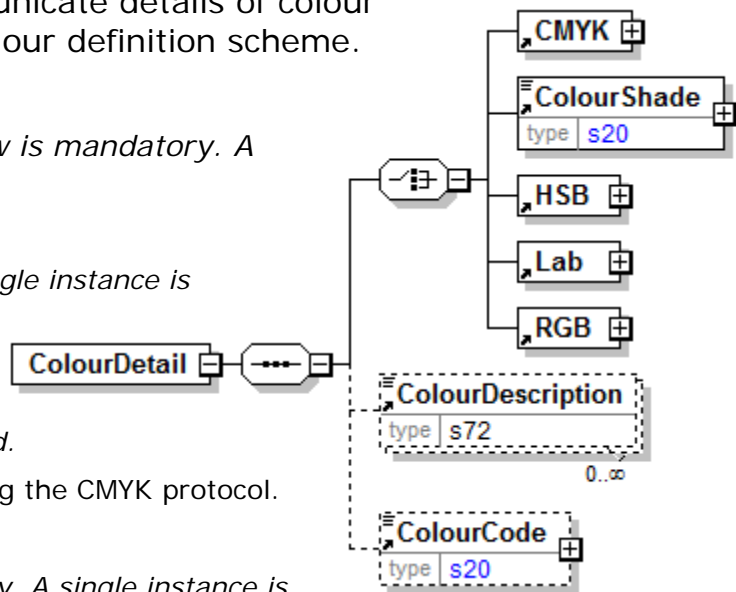 unicate details of colour
our definition scheme.
is mandatory. A
gle instance is
d.
g the CMYK protocol.
A single instance is
CMYK
ColourShade
type s20
HSB
Lab
RGB
ColourDetail
ColourDescription
type s72
0..∞
ColourCode
type s20